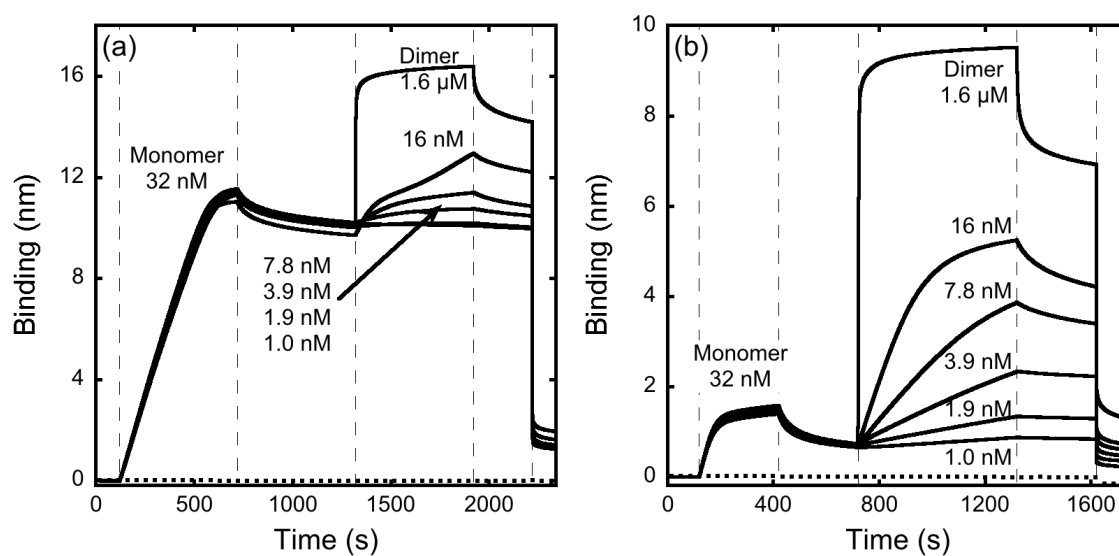 (a)
Dimer
1.6 µM
16 nM
Monomer
32 nM
7.8 nM
3.9 nM
1.9 nM
1.0 nM
16
12
8
4
0
Binding (nm)
0 500 1000 1500 2000
Time (s)
(b)
Dimer
1.6 µM
16 nM
7.8 nM
Monomer
32 nM
3.9 nM
1.9 nM
1.0 nM
10
8
6
4
2
0
Binding (nm)
0 400 800 1200 1600
Time (s)